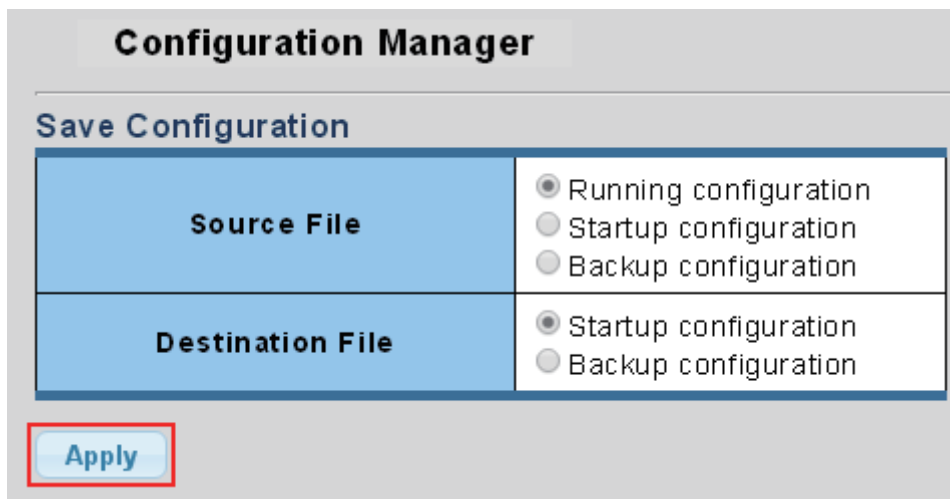 Configuration Manager
Save Configuration
Source File
Running configuration
Startup configuration
Backup configuration
Destination File
Startup configuration
Backup configuration
Apply